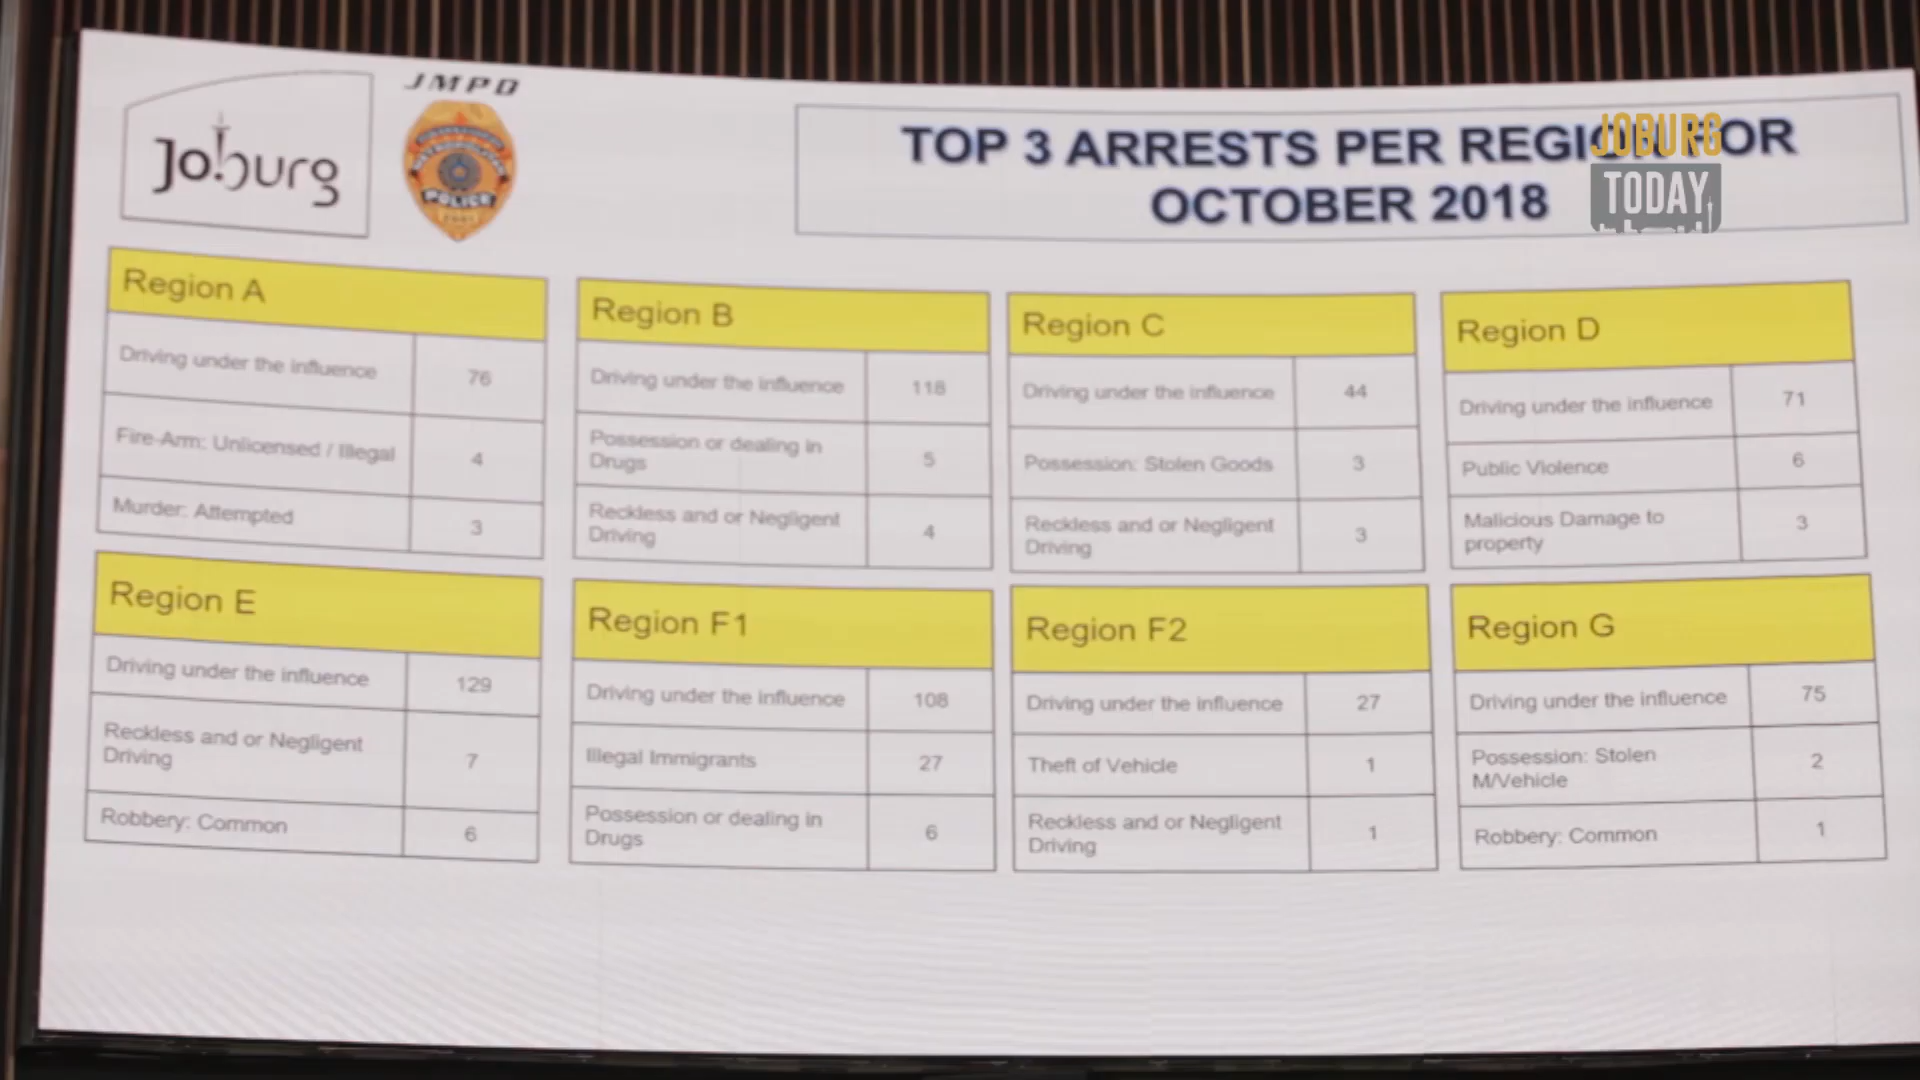 JMPD
Joburg
METROPOLITAN
POLICE
TOP 3 ARRESTS PER REGION FOR
OCTOBER 2018
JOBURG
TODAY
Region A
Driving under the influence 76
Fire-Arm: Unlicensed / Illegal 4
Murder: Attempted 3
Region B
Driving under the influence 118
Possession or dealing in
Drugs 5
Reckless and or Negligent
Driving 4
Region C
Driving under the influence 44
Possession: Stolen Goods 3
Reckless and or Negligent
Driving 3
Region D
Driving under the influence 71
Public Violence 6
Malicious Damage to
property 3
Region E
Driving under the influence 129
Reckless and or Negligent
Driving 7
Robbery: Common 6
Region F1
Driving under the influence 108
Illegal Immigrants 27
Possession or dealing in
Drugs 6
Region F2
Driving under the influence 27
Theft of Vehicle 1
Reckless and or Negligent
Driving 1
Region G
Driving under the influence 75
Possession: Stolen
M/Vehicle 2
Robbery: Common 1